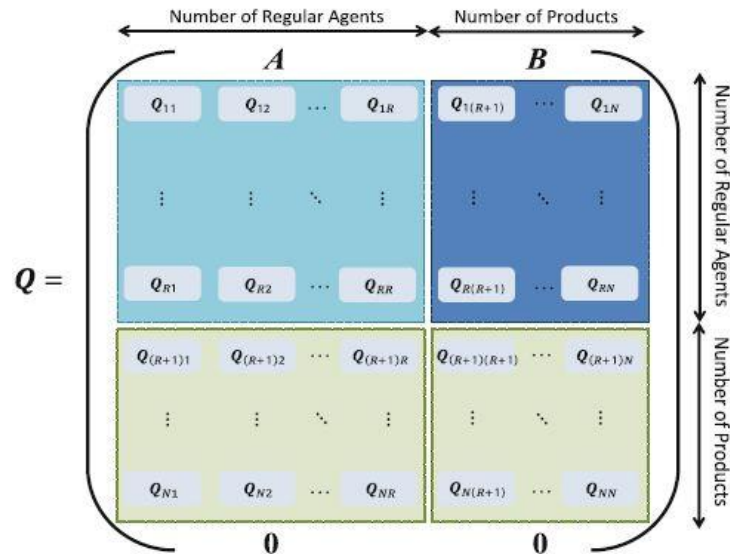 Number of Regular Agents Number of Products
A B
Q11 Q12 ... Q1R Q1(R+1) ... Q1N
⋮ ⋮ ⋱ ⋮ ⋮ ⋱ ⋮
Number of Regular Agents
Q =
QR1 QR2 ... QRR QR(R+1) ... QRN
Q(R+1)1 Q(R+1)2 ... Q(R+1)R Q(R+1)(R+1) ... Q(R+1)N
⋮ ⋮ ⋱ ⋮ ⋮ ⋱ ⋮
Number of Products
QN1 QN2 ... QNR QN(R+1) ... QNN
0 0